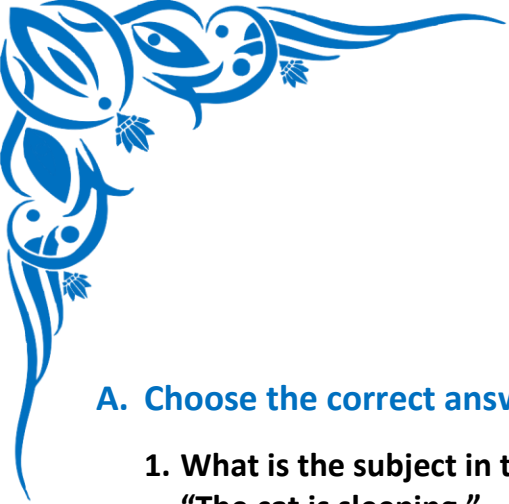 A. Choose the correct
1. What is the subject in
“The cat is sleeping.”